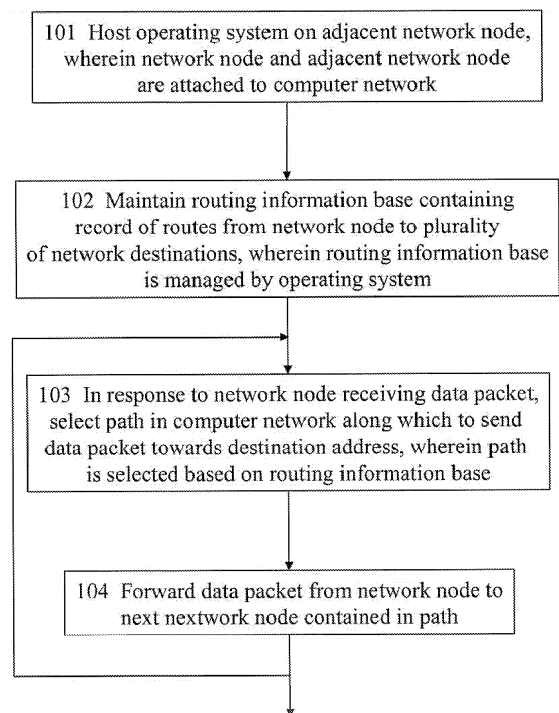 101 Host operating system on adjacent network node,
wherein network node and adjacent network node
are attached to computer network
102 Maintain routing information base containing
record of routes from network node to plurality
of network destinations, wherein routing information base
is managed by operating system
103 In response to network node receiving data packet,
select path in computer network along which to send
data packet towards destination address, wherein path
is selected based on routing information base
104 Forward data packet from network node to
next nextwork node contained in path